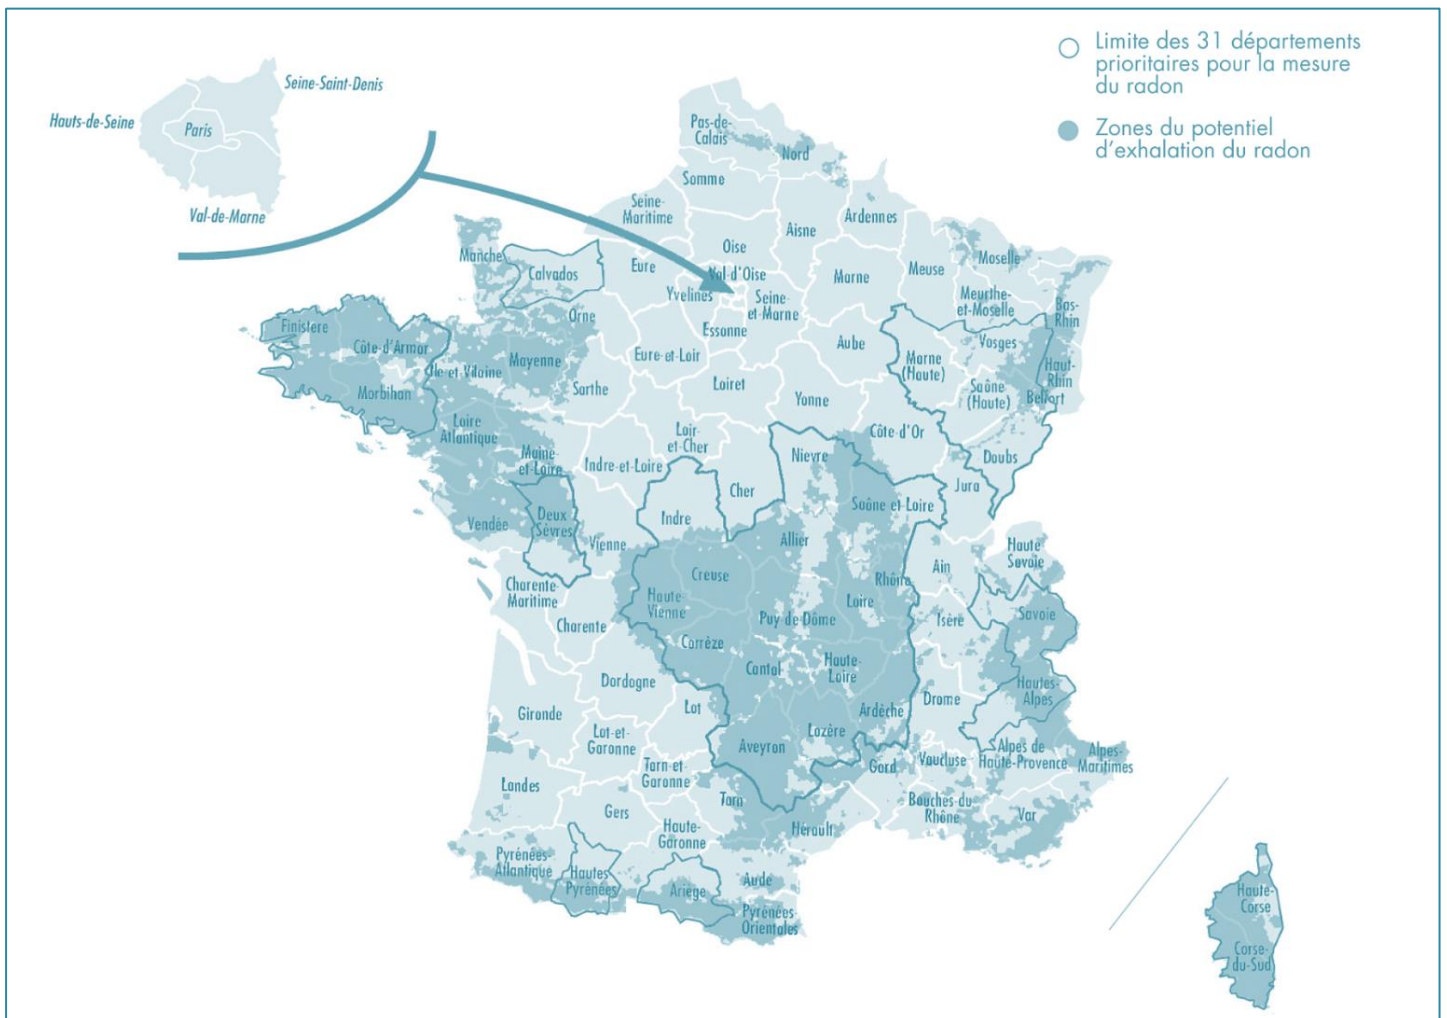 Limite des 31 départements
prioritaires pour la mesure
du radon
Zones du potentiel
d'exhalation du radon
Seine-Saint-Denis
Hauts-de-Seine
Paris
Val-de-Marne
Pas-de-
Calais
Nord
Somme
Seine-
Maritime
Ardennes
Aisne
Oise
Manche
Calvados
Eure
Val-d'Oise
Marne
Meuse
Moselle
Yvelines
Seine-
et-Marne
Meurthe-
et-Moselle
Bas-
Rhin
Essonne
Orne
Finistere
Côte-d'Armor
Ile-et-Vilaine
Mayenne
Eure-et-Loir
Aube
Vosges
Marne
(Haute)
Haut-
Rhin
Morbihan
Sarthe
Loiret
Yonne
Saône
(Haute)
Belfort
Loire
Atlantique
Loir-
et-Cher
Côte-d'Or
Maine-
et-Loire
Indre-et-Loire
Nievre
Doubs
Cher
Jura
Vendée
Deux
Sèvres
Indre
Saône et-Loire
Vienne
Allier
Haute
Savoie
Ain
Creuse
Charente
Maritime
Haute-
Vienne
Rhône
Loire
Puy de Dôme
Savoie
Isère
Charente
Corrèze
Cantal
Haute-
Loire
Dordogne
Hautes-
Alpes
Drome
Gironde
Lot
Ardèche
Lot-et-
Garonne
Aveyron
Lozère
Alpes de
Haute-Provence
Alpes-
Maritimes
Tarn et-
Garonne
Gard
Vaucluse
Landes
Tarn
Bouches-du
Rhône
Var
Gers
Haute-
Garonne
Hérault
Pyrénées-
Atlantique
Hautes
Pyrénées
Ariège
Aude
Pyrénées-
Orientales
Haute-
Corse
Corse-
du-Sud